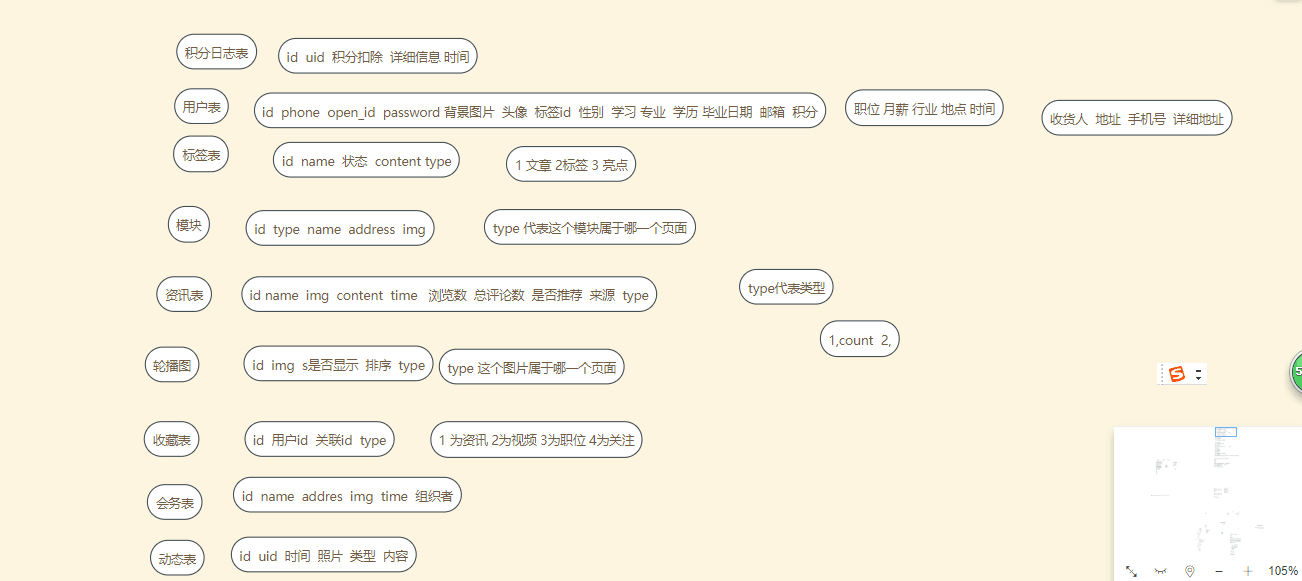 积分日志表 id uid 积分扣除 详细信息 时间
用户表 id phone open_id password 背景图片 头像 标签id 性别 学习 专业 学历 毕业日期 邮箱 积分 职位 月薪 行业 地点 时间 收货人 地址 手机号 详细地址
标签表 id name 状态 content type 1 文章 2标签 3 亮点
模块 id type name address img type 代表这个模块属于哪一个页面
资讯表 id name img content time 浏览数 总评论数 是否推荐 来源 type type代表类型
1,count 2,
轮播图 id img s是否显示 排序 type type 这个图片属于哪一个页面
收藏表 id 用户id 关联id type 1 为资讯 2为视频 3为职位 4为关注
会务表 id name addres img time 组织者
动态表 id uid 时间 照片 类型 内容
105%